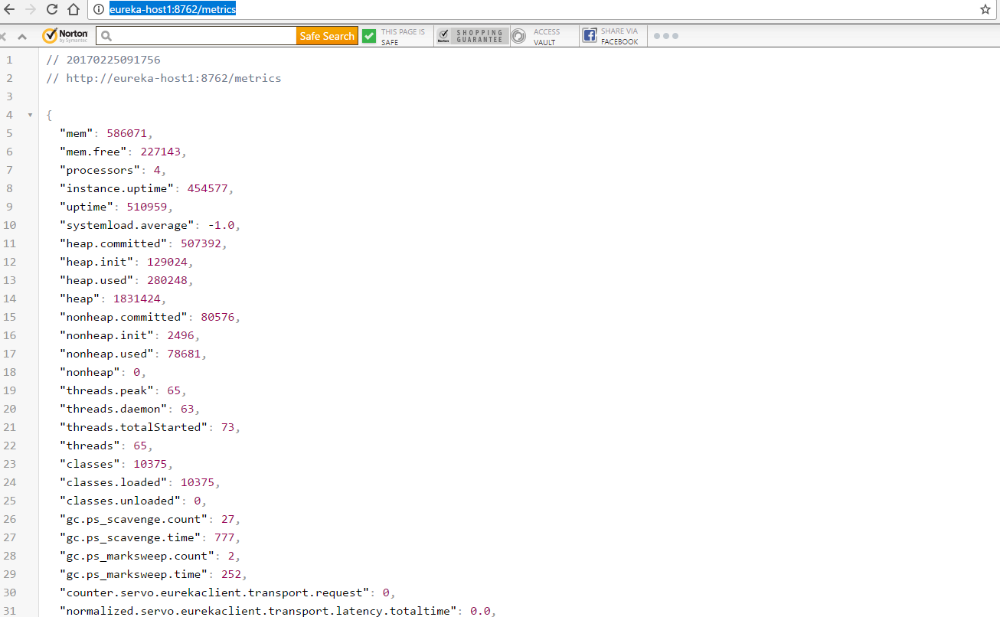 eureka-host1:8762/metrics
Norton
by Symantec
Safe Search
THIS PAGE IS
SAFE
Norton
SHOPPING
GUARANTEE
ACCESS
VAULT
SHARE VIA
FACEBOOK
1 // 20170225091756
2 // http://eureka-host1:8762/metrics
3
4 {
5 "mem": 586071,
6 "mem.free": 227143,
7 "processors": 4,
8 "instance.uptime": 454577,
9 "uptime": 510959,
10 "systemload.average": -1.0,
11 "heap.committed": 507392,
12 "heap.init": 129024,
13 "heap.used": 280248,
14 "heap": 1831424,
15 "nonheap.committed": 80576,
16 "nonheap.init": 2496,
17 "nonheap.used": 78681,
18 "nonheap": 0,
19 "threads.peak": 65,
20 "threads.daemon": 63,
21 "threads.totalStarted": 73,
22 "threads": 65,
23 "classes": 10375,
24 "classes.loaded": 10375,
25 "classes.unloaded": 0,
26 "gc.ps_scavenge.count": 27,
27 "gc.ps_scavenge.time": 777,
28 "gc.ps_marksweep.count": 2,
29 "gc.ps_marksweep.time": 252,
30 "counter.servo.eurekaclient.transport.request": 0,
31 "normalized.servo.eurekaclient.transport.latency.totaltime": 0.0,